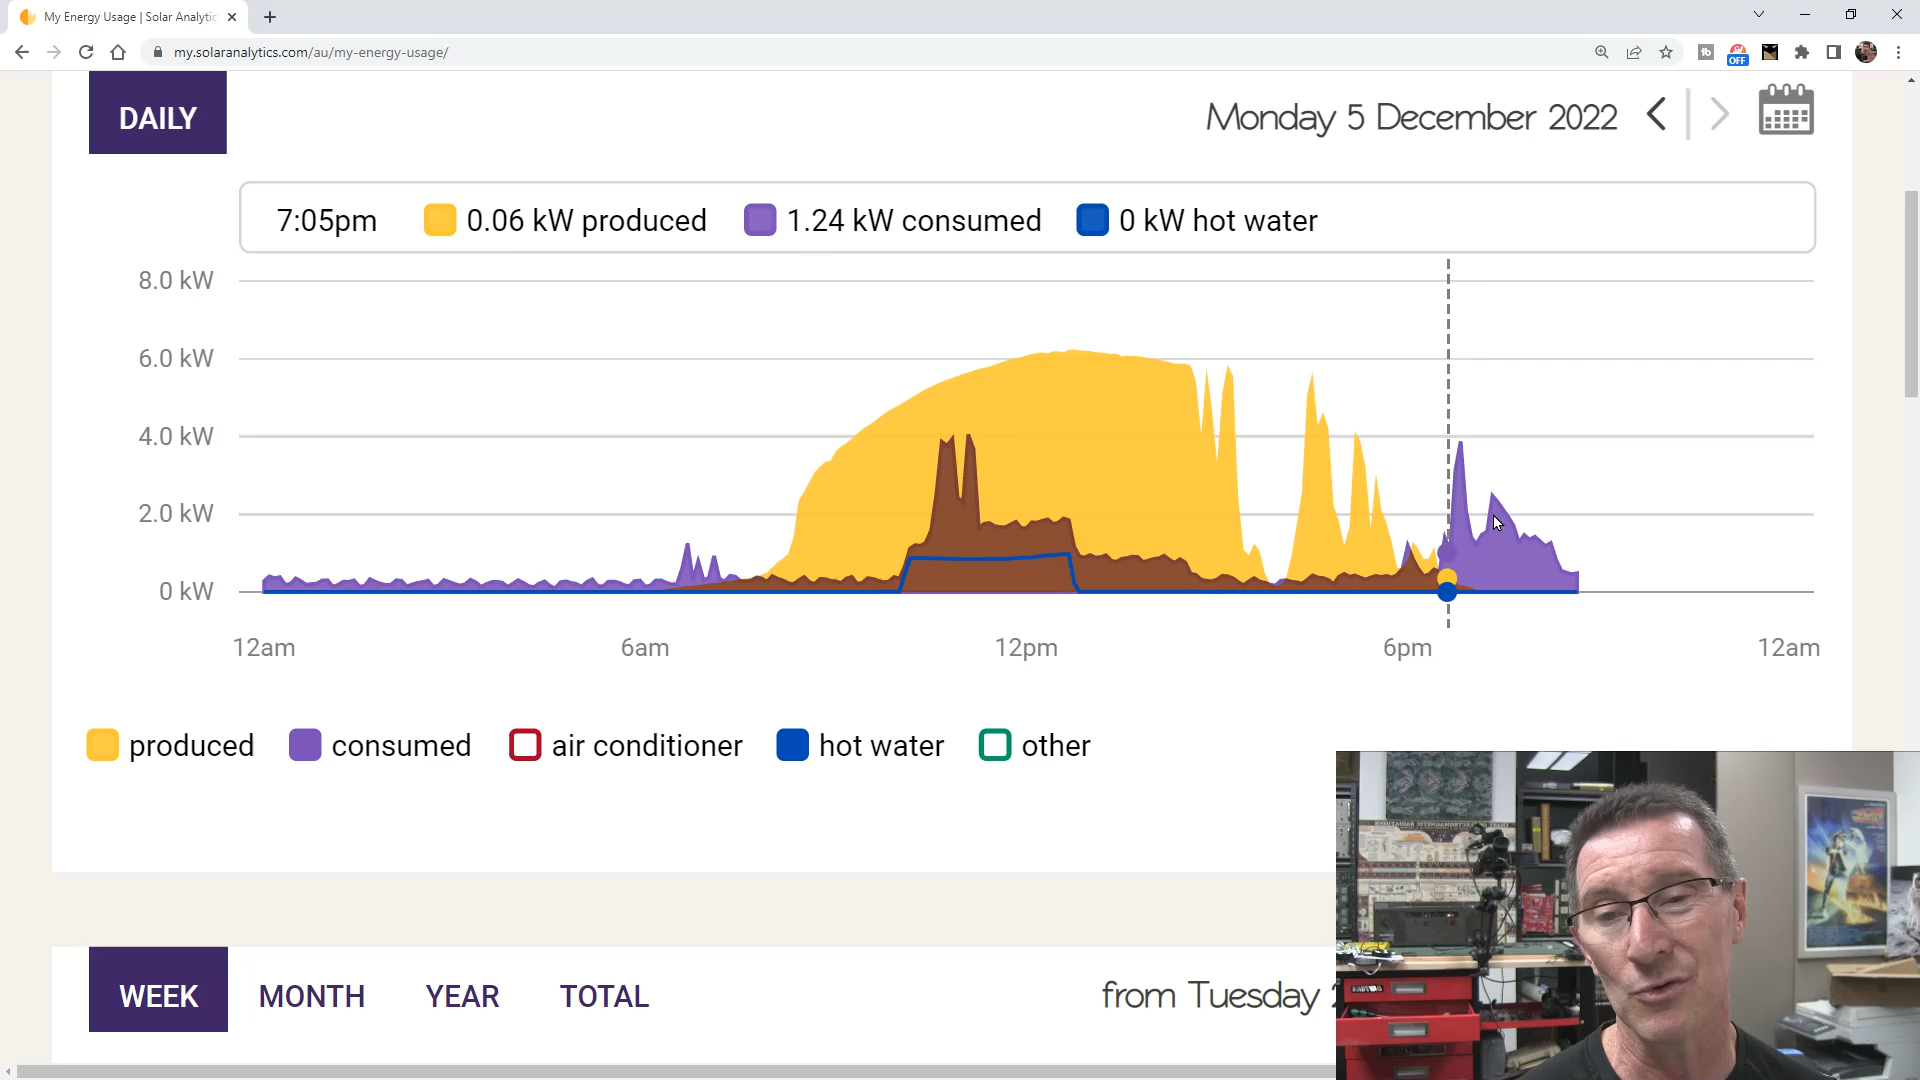 My Energy Usage | Solar Analytic
my.solaranalytics.com/au/my-energy-usage/
OFF
DAILY
Monday 5 December 2022
7:05pm 0.06 kW produced 1.24 kW consumed 0 kW hot water
8.0 kW
6.0 kW
4.0 kW
2.0 kW
0 kW
12am 6am 12pm 6pm 12am
produced consumed air conditioner hot water other
WEEK MONTH YEAR TOTAL
from Tuesday